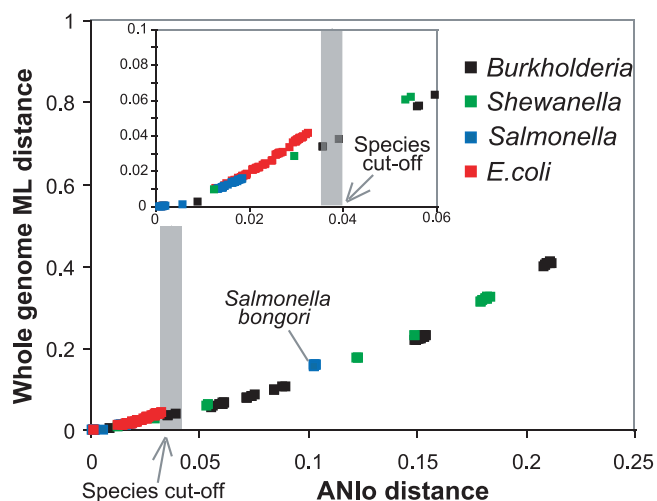 Whole genome ML distance
1
0.8
0.6
0.4
0.2
0
0
0.05
0.1
0.15
0.2
0.25
ANIo distance
0.1
0.08
0.06
0.04
0.02
0
0
0.02
0.04
0.06
Species
cut-off
Burkholderia
Shewanella
Salmonella
E.coli
Salmonella
bongori
Species cut-off